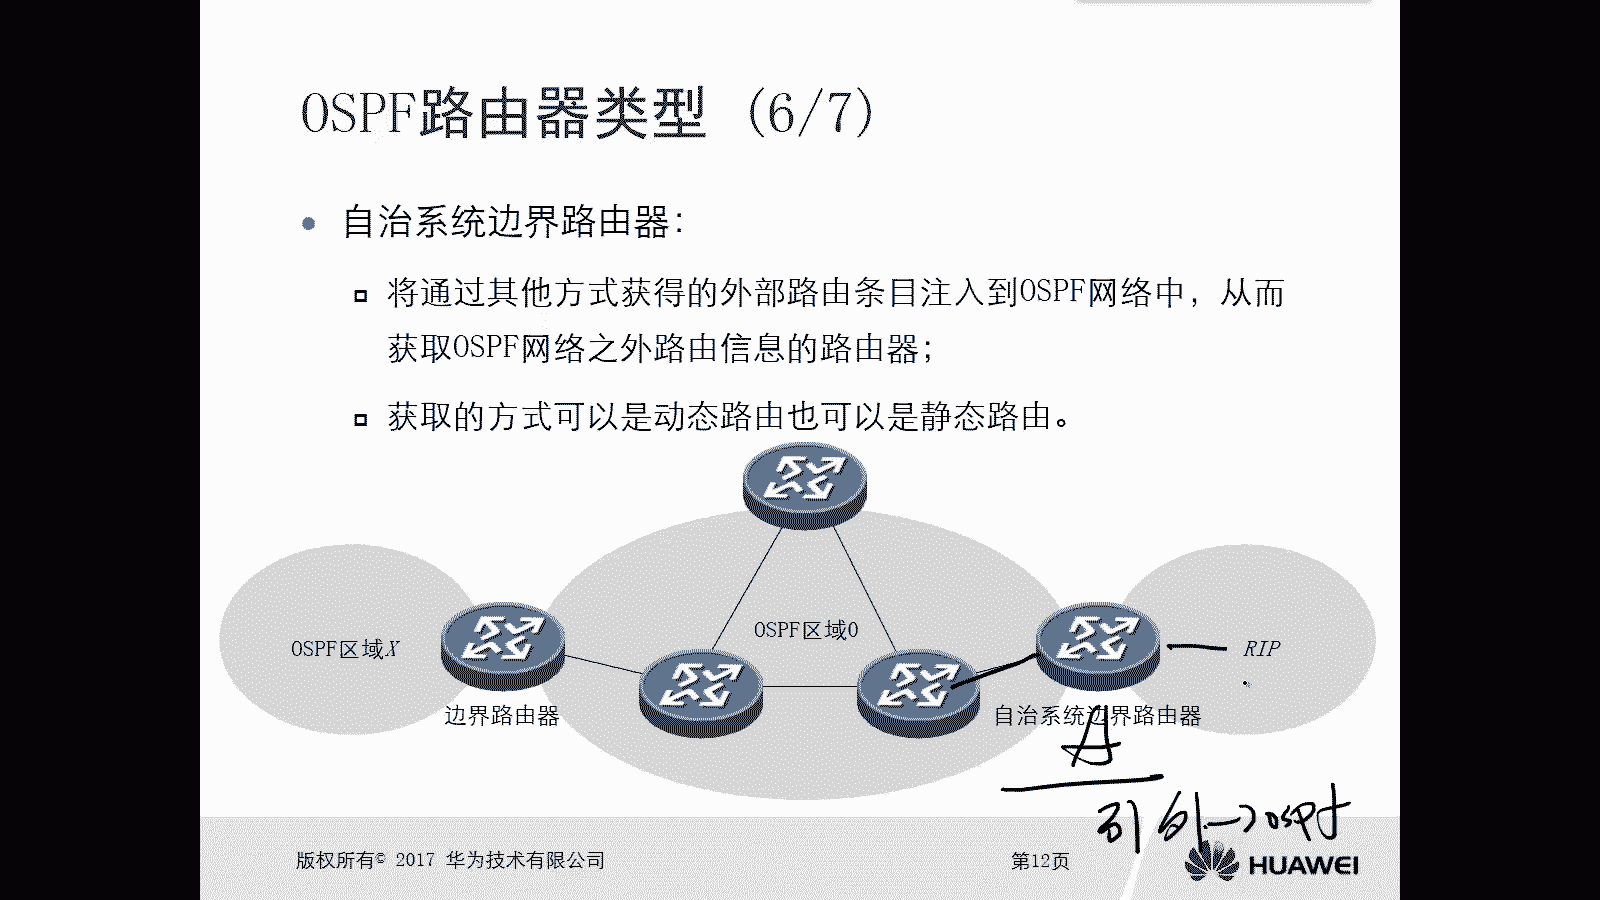 OSPF路由器类型 (6/7)
自治系统边界路由器：
将通过其他方式获得的外部路由条目注入到OSPF网络中，从而
获取OSPF网络之外路由信息的路由器；
获取的方式可以是动态路由也可以是静态路由。
OSPF区域X
OSPF区域0
RIP
边界路由器
自治系统边界路由器
A
引外→ospf
版权所有© 2017 华为技术有限公司
第12页
HUAWEI